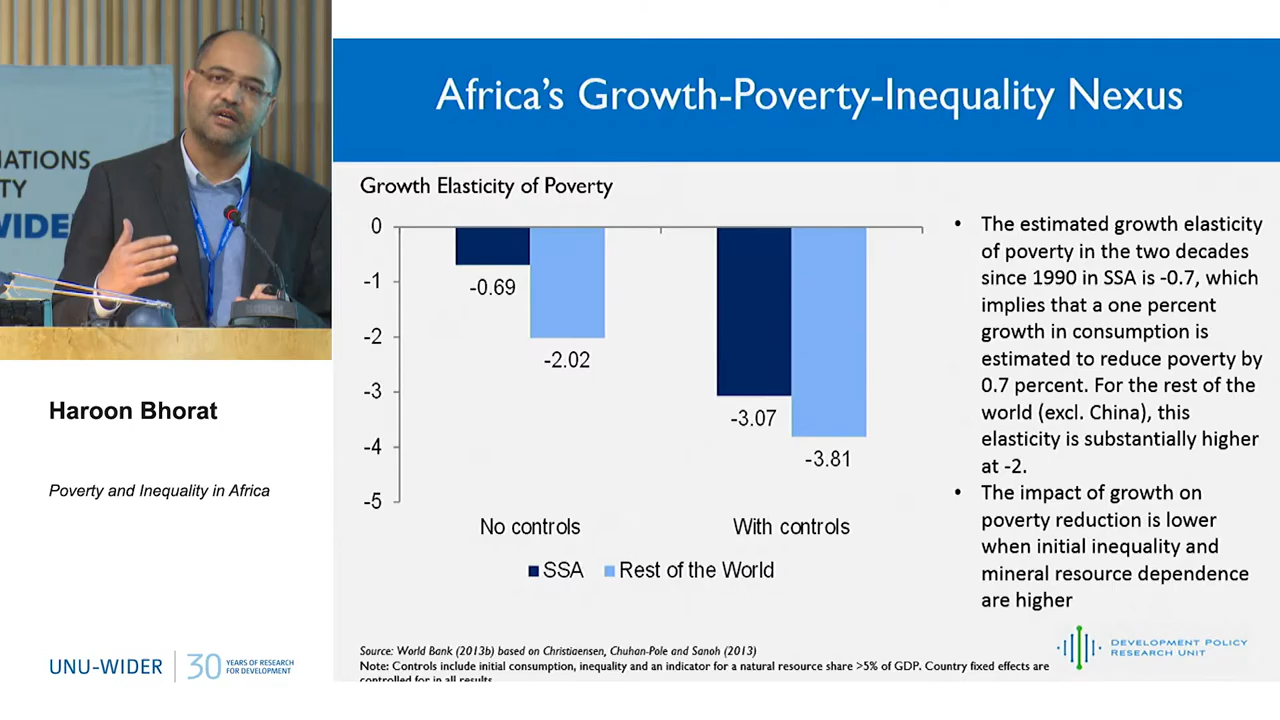 NATIONS
TY
WIDE
Haroon Bhorat
Poverty and Inequality in Africa
UNU-WIDER
30 YEARS OF RESEARCH
FOR DEVELOPMENT
Africa’s Growth-Poverty-Inequality Nexus
Growth Elasticity of Poverty
0
-1
-2
-3
-4
-5
-0.69
-2.02
-3.07
-3.81
No controls
With controls
SSA
Rest of the World
• The estimated growth elasticity
of poverty in the two decades
since 1990 in SSA is -0.7, which
implies that a one percent
growth in consumption is
estimated to reduce poverty by
0.7 percent. For the rest of the
world (excl. China), this
elasticity is substantially higher
at -2.
• The impact of growth on
poverty reduction is lower
when initial inequality and
mineral resource dependence
are higher
Source: World Bank (2013b) based on Christiaensen, Chuhan-Pole and Sanoh (2013)
Note: Controls include initial consumption, inequality and an indicator for a natural resource share >5% of GDP. Country fixed effects are
controlled for in all results
DEVELOPMENT POLICY
RESEARCH UNIT